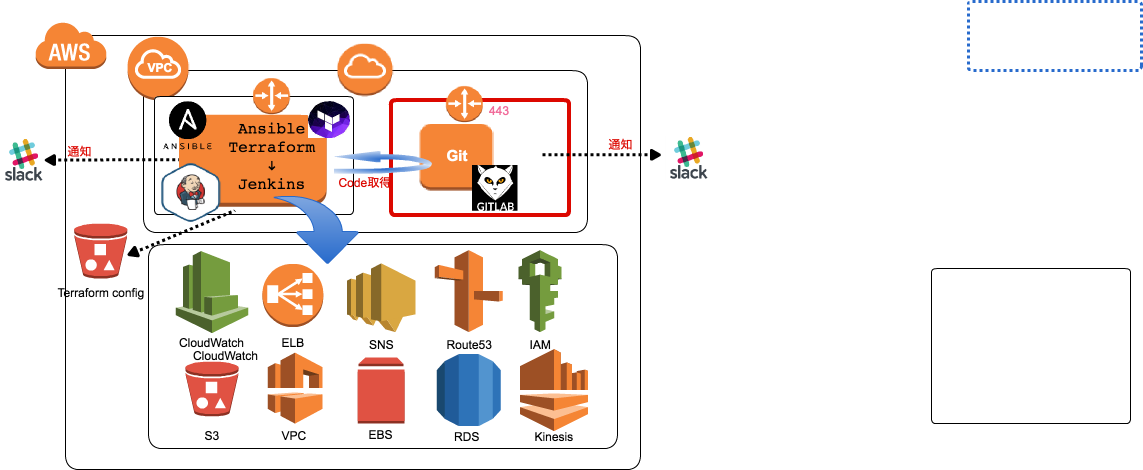 AWS
VPC
443
Ansible
Terraform
↓
Jenkins
ANSIBLE
Git
GITLAB
通知
slack
通知
slack
Code取得
Terraform config
CloudWatch
CloudWatch
ELB
SNS
Route53
IAM
S3
VPC
EBS
RDS
Kinesis